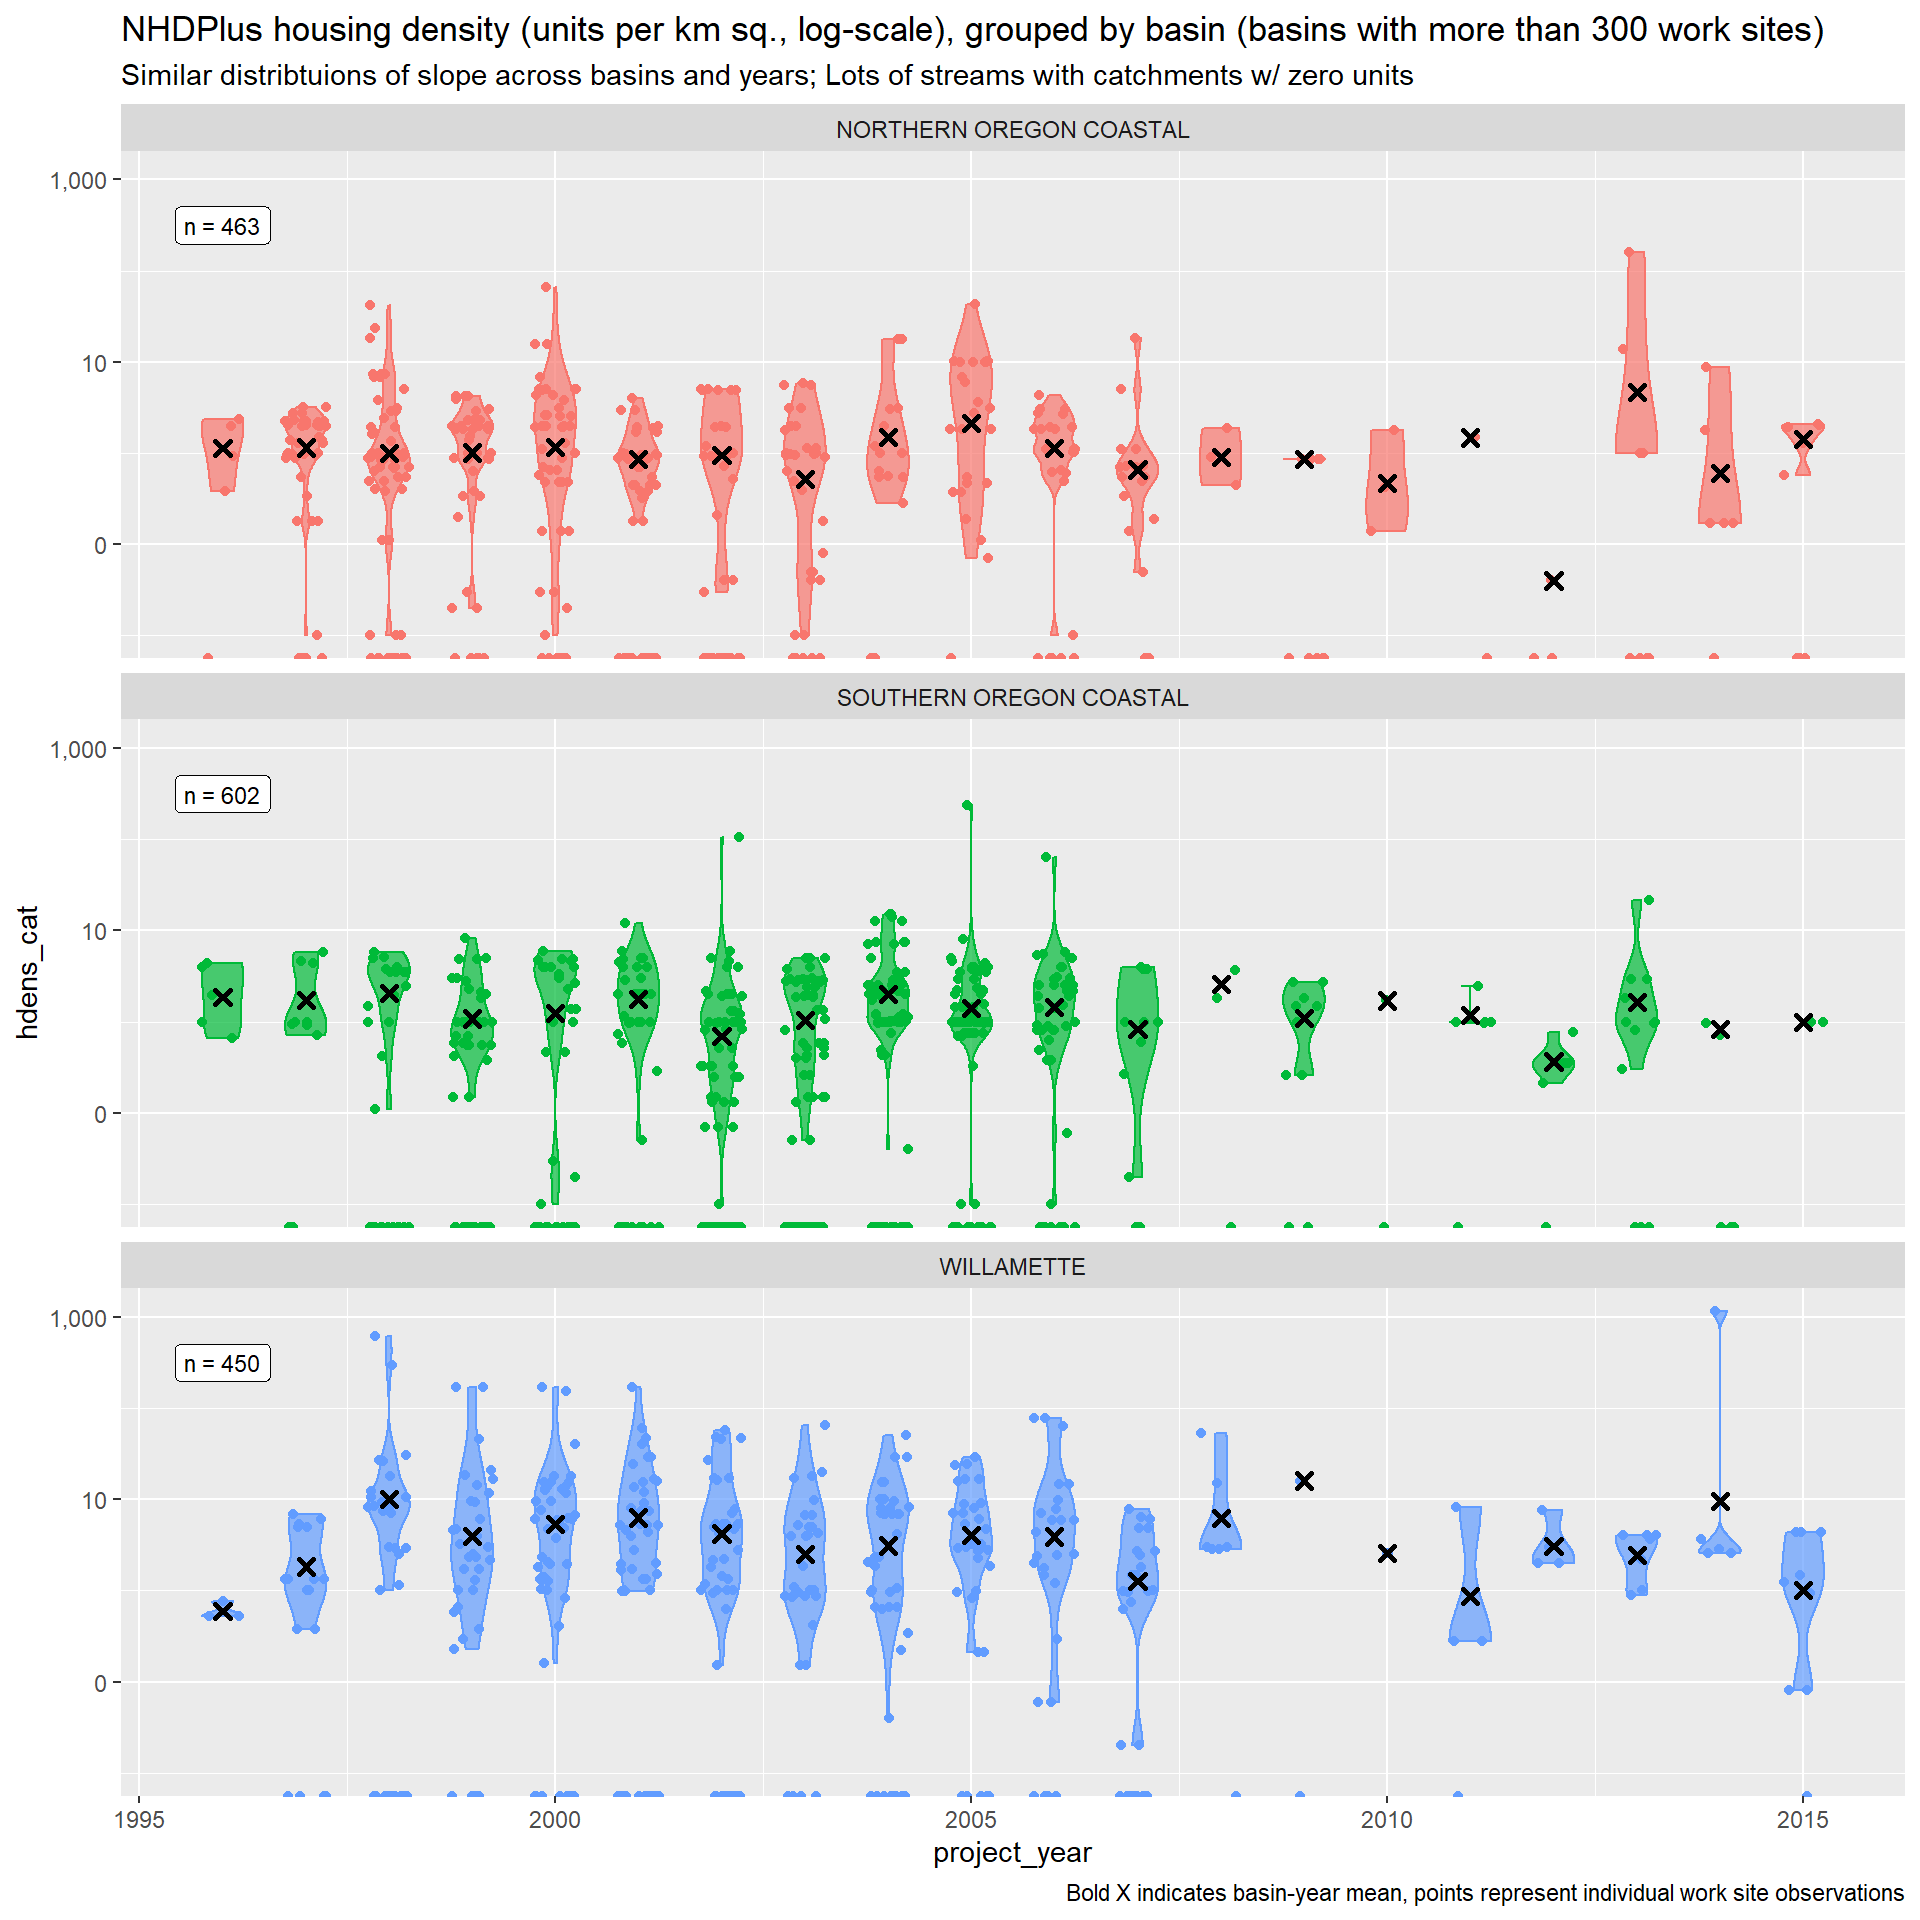 NHDPlus housing density (units per km sq., log-scale), grouped by basin (basins with more than 300 work sites)
Similar distribtuions of slope across basins and years; Lots of streams with catchments w/ zero units
NORTHERN OREGON COASTAL
1,000
n = 463
10
0
SOUTHERN OREGON COASTAL
1,000
n = 602
10
0
hdens_cat
WILLAMETTE
1,000
n = 450
10
0
1995 2000 2005 2010 2015
project_year
Bold X indicates basin-year mean, points represent individual work site observations